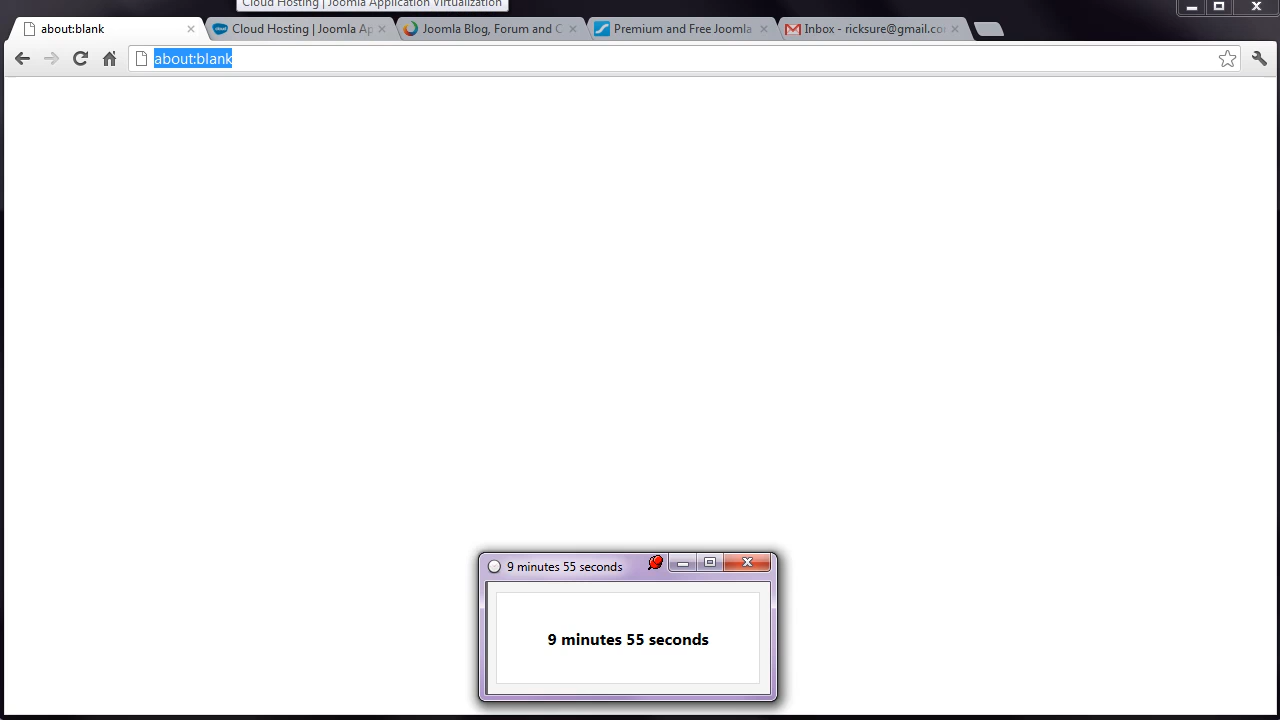 Cloud Hosting | Joomla Application Virtualization
about:blank
Cloud Hosting | Joomla Ap
Joomla Blog, Forum and C
Premium and Free Joomla
Inbox - ricksure@gmail.co
about:blank
9 minutes 55 seconds
9 minutes 55 seconds